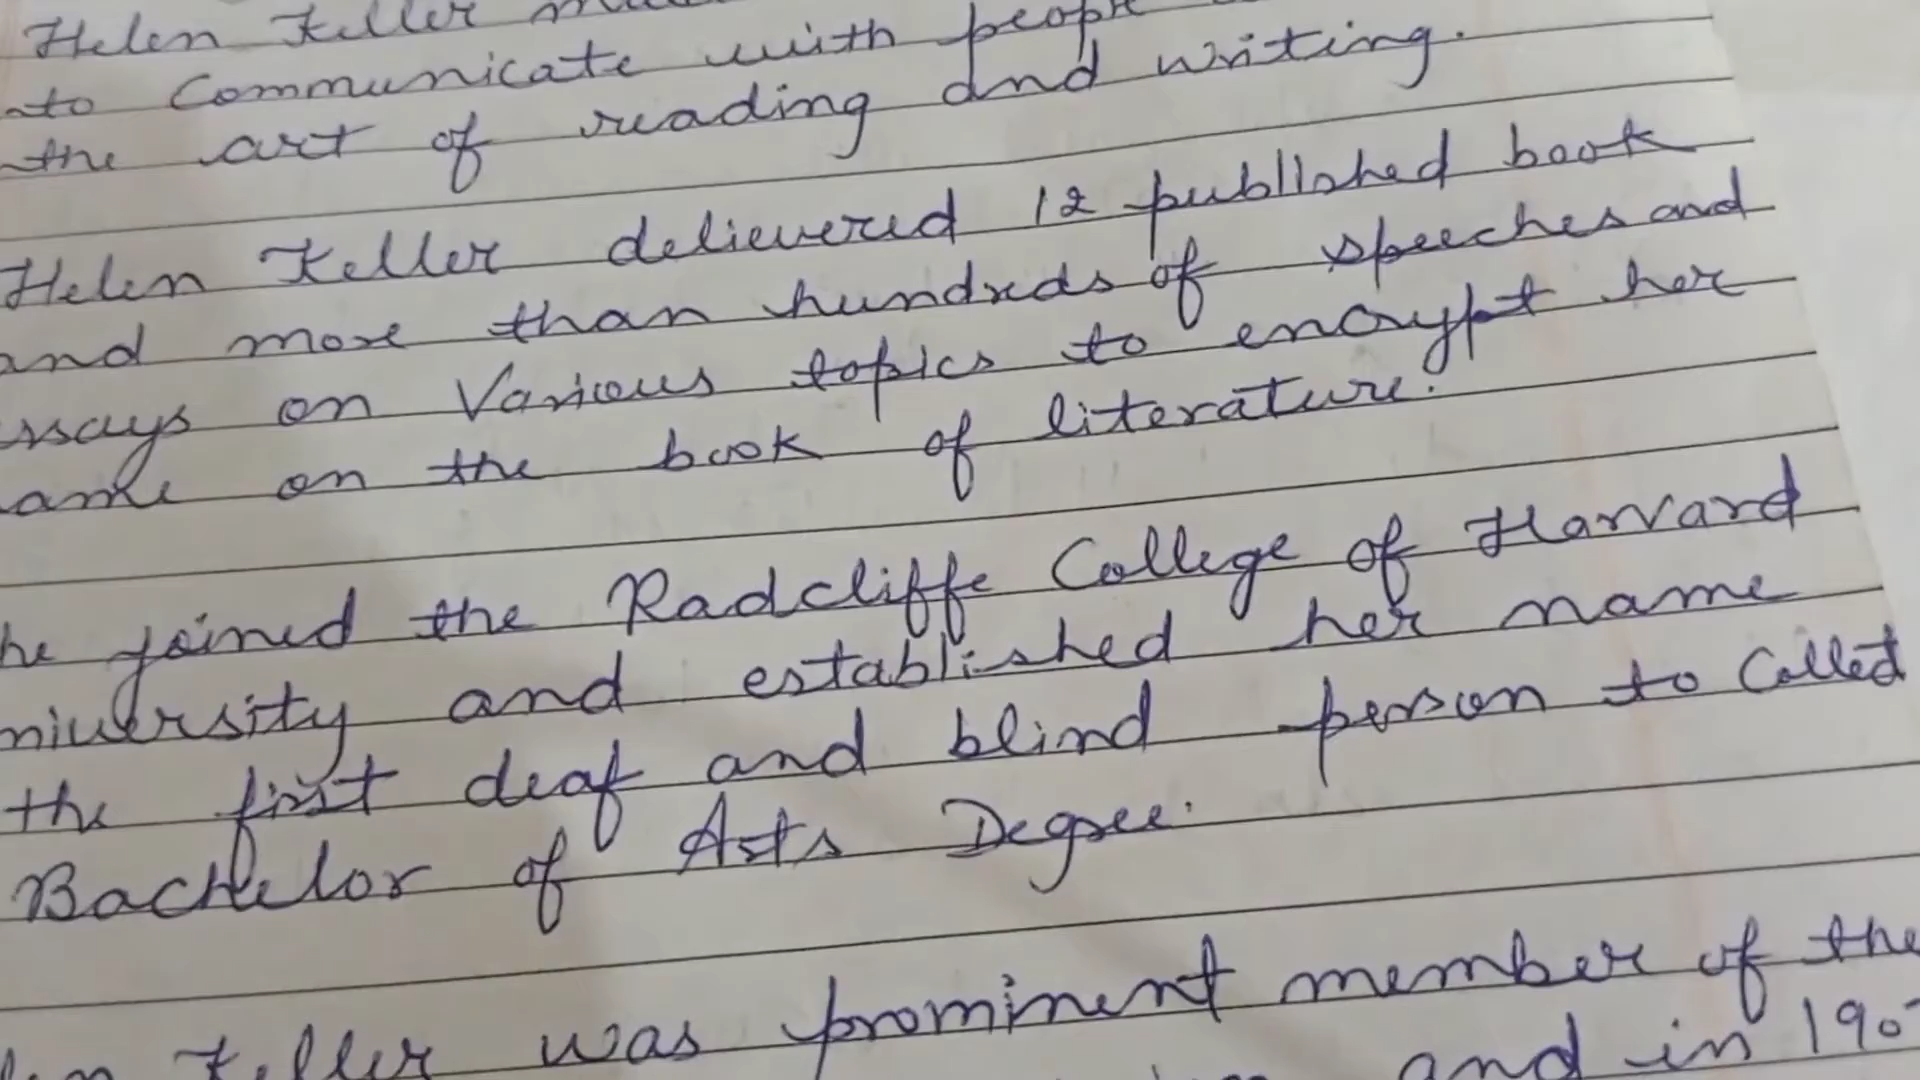 Helen Keller
to Communicate with
the art of reading and writing.
Helen Keller delievered 12 published book
and more than hundreds of speeches and
ssays on Various topics to encrypt her
ame on the book of literature.
he joined the Radcliffe College of Harvard
niversity and established her name
the first deaf and blind person to Called
Bachelor of Arts Degree.
Keller was prominent member of the
and in 190